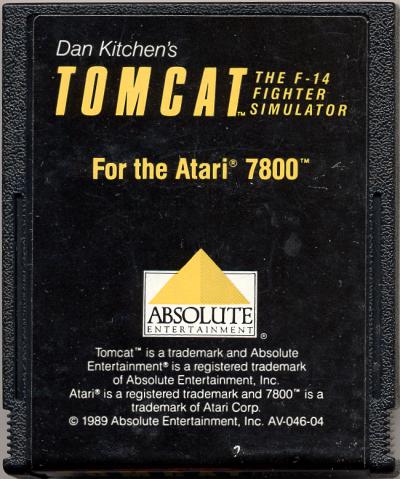 Dan Kitchen's
TOMCAT™ THE F-14
FIGHTER
SIMULATOR
For the Atari® 7800™
ABSOLUTE
ENTERTAINMENT®
Tomcat™ is a trademark and Absolute
Entertainment® is a registered trademark
of Absolute Entertainment, Inc.
Atari® is a registered trademark and 7800™ is a
trademark of Atari Corp.
© 1989 Absolute Entertainment, Inc. AV-046-04